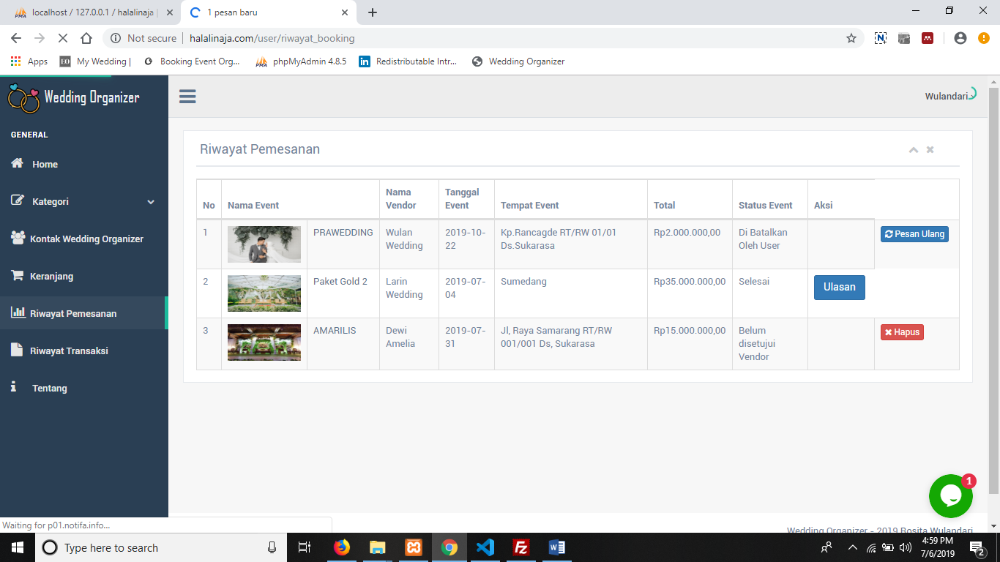 localhost / 127.0.0.1 / halalinaja |
1 pesan baru
Not secure | halalinaja.com/user/riwayat_booking
Apps
EO My Wedding |
Booking Event Org...
phpMyAdmin 4.8.5
in Redistributable Intr...
Wedding Organizer
Wedding Organizer
Wulandari
GENERAL
Home
Kategori
Kontak Wedding Organizer
Keranjang
Riwayat Pemesanan
Riwayat Transaksi
Tentang
Riwayat Pemesanan
No Nama Event Nama Vendor Tanggal Event Tempat Event Total Status Event Aksi
1 PRAWEDDING Wulan Wedding 2019-10-22 Kp.Rancagde RT/RW 01/01 Ds.Sukarasa Rp2.000.000,00 Di Batalkan Oleh User Pesan Ulang
2 Paket Gold 2 Larin Wedding 2019-07-04 Sumedang Rp35.000.000,00 Selesai Ulasan
3 AMARILIS Dewi Amelia 2019-07-31 Jl, Raya Samarang RT/RW 001/001 Ds, Sukarasa Rp15.000.000,00 Belum disetujui Vendor Hapus
1
Waiting for p01.notifa.info...
Wedding Organizer - 2019 Rosita Wulandari
Type here to search
4:59 PM
7/6/2019
2